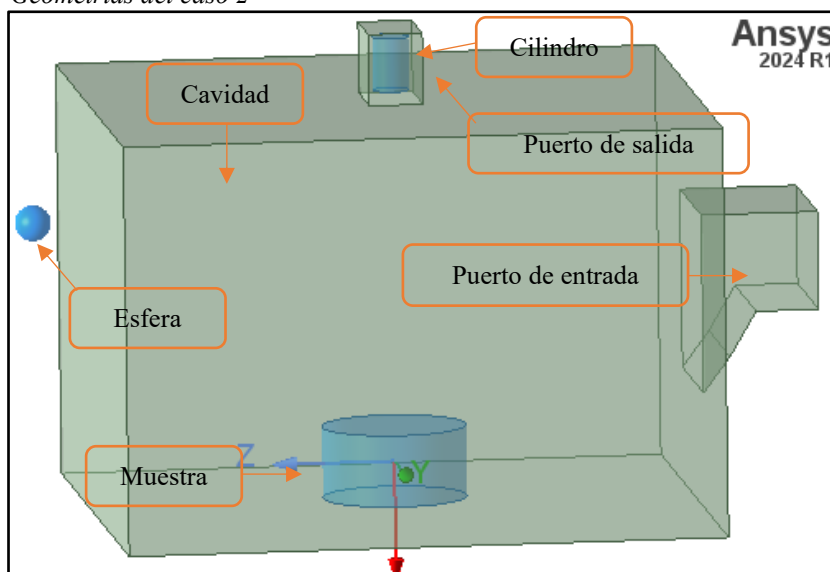 Geometrías del caso 2
Ansys
2024 R1
Cilindro
Cavidad
Puerto de salida
Puerto de entrada
Esfera
Z
Y
Muestra